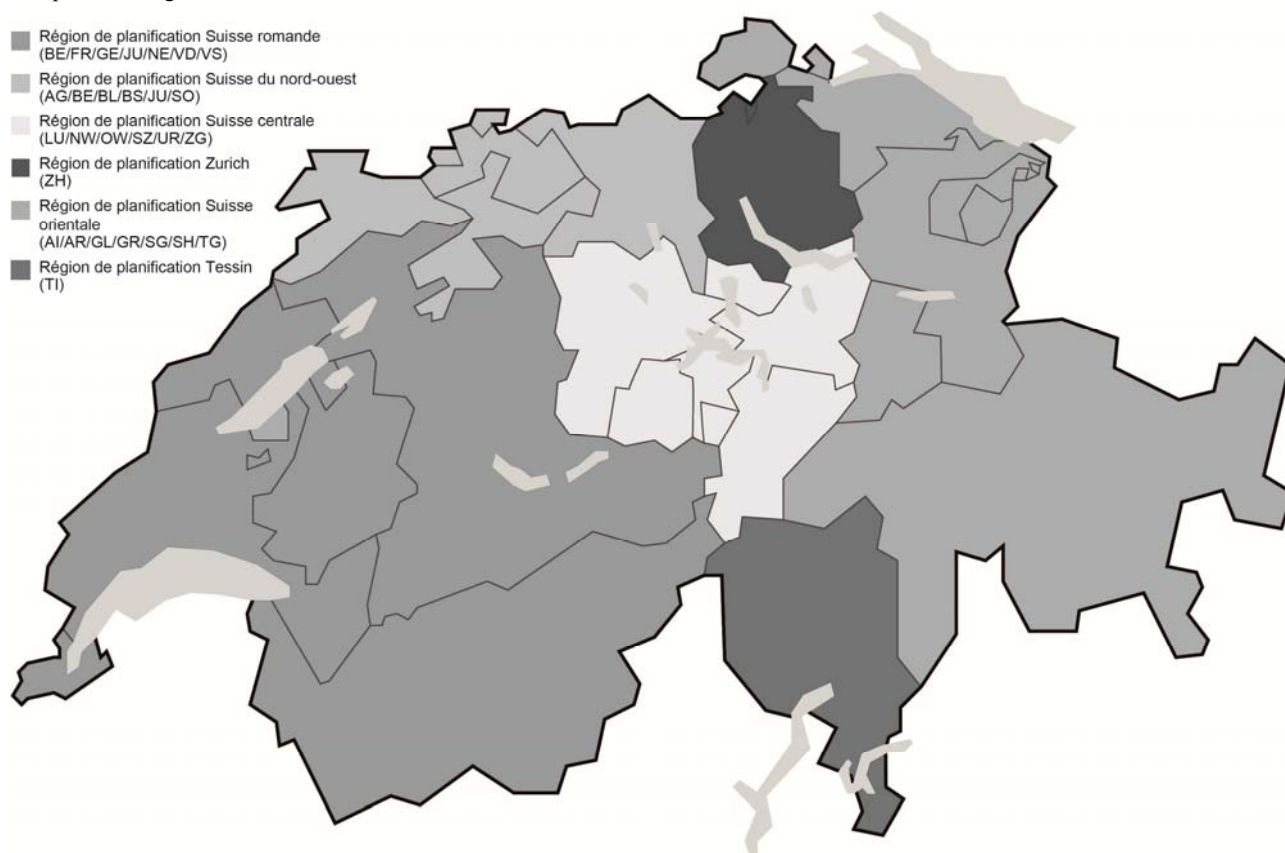 Région de planification Suisse romande
(BE/FR/GE/JU/NE/VD/VS)
Région de planification Suisse du nord-ouest
(AG/BE/BL/BS/JU/SO)
Région de planification Suisse centrale
(LU/NW/OW/SZ/UR/ZG)
Région de planification Zurich
(ZH)
Région de planification Suisse
orientale
(AI/AR/GL/GR/SG/SH/TG)
Région de planification Tessin
(TI)